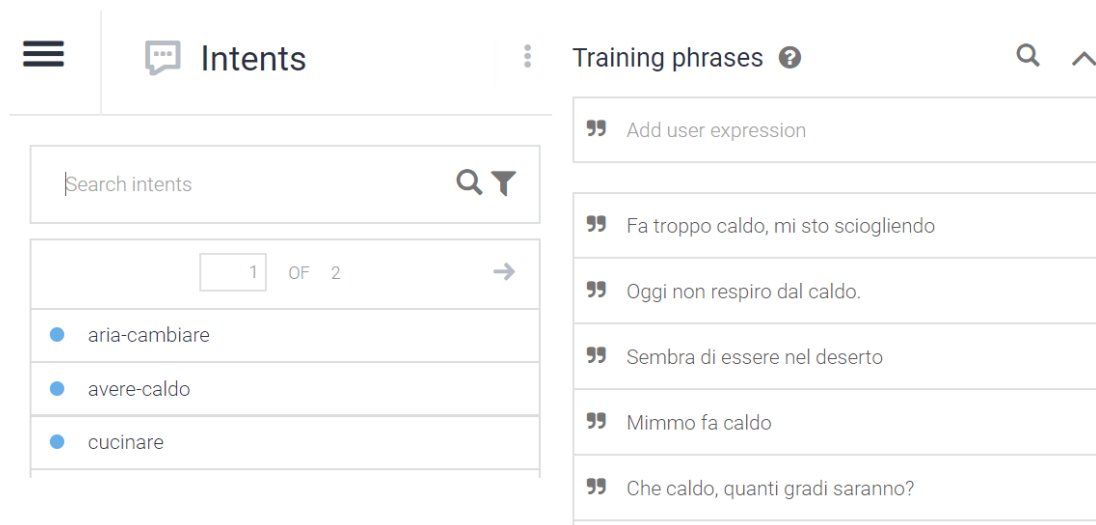 Intents
Search intents
1 OF 2
aria-cambiare
avere-caldo
cucinare
Training phrases ?
Add user expression
Fa troppo caldo, mi sto sciogliendo
Oggi non respiro dal caldo.
Sembra di essere nel deserto
Mimmo fa caldo
Che caldo, quanti gradi saranno?